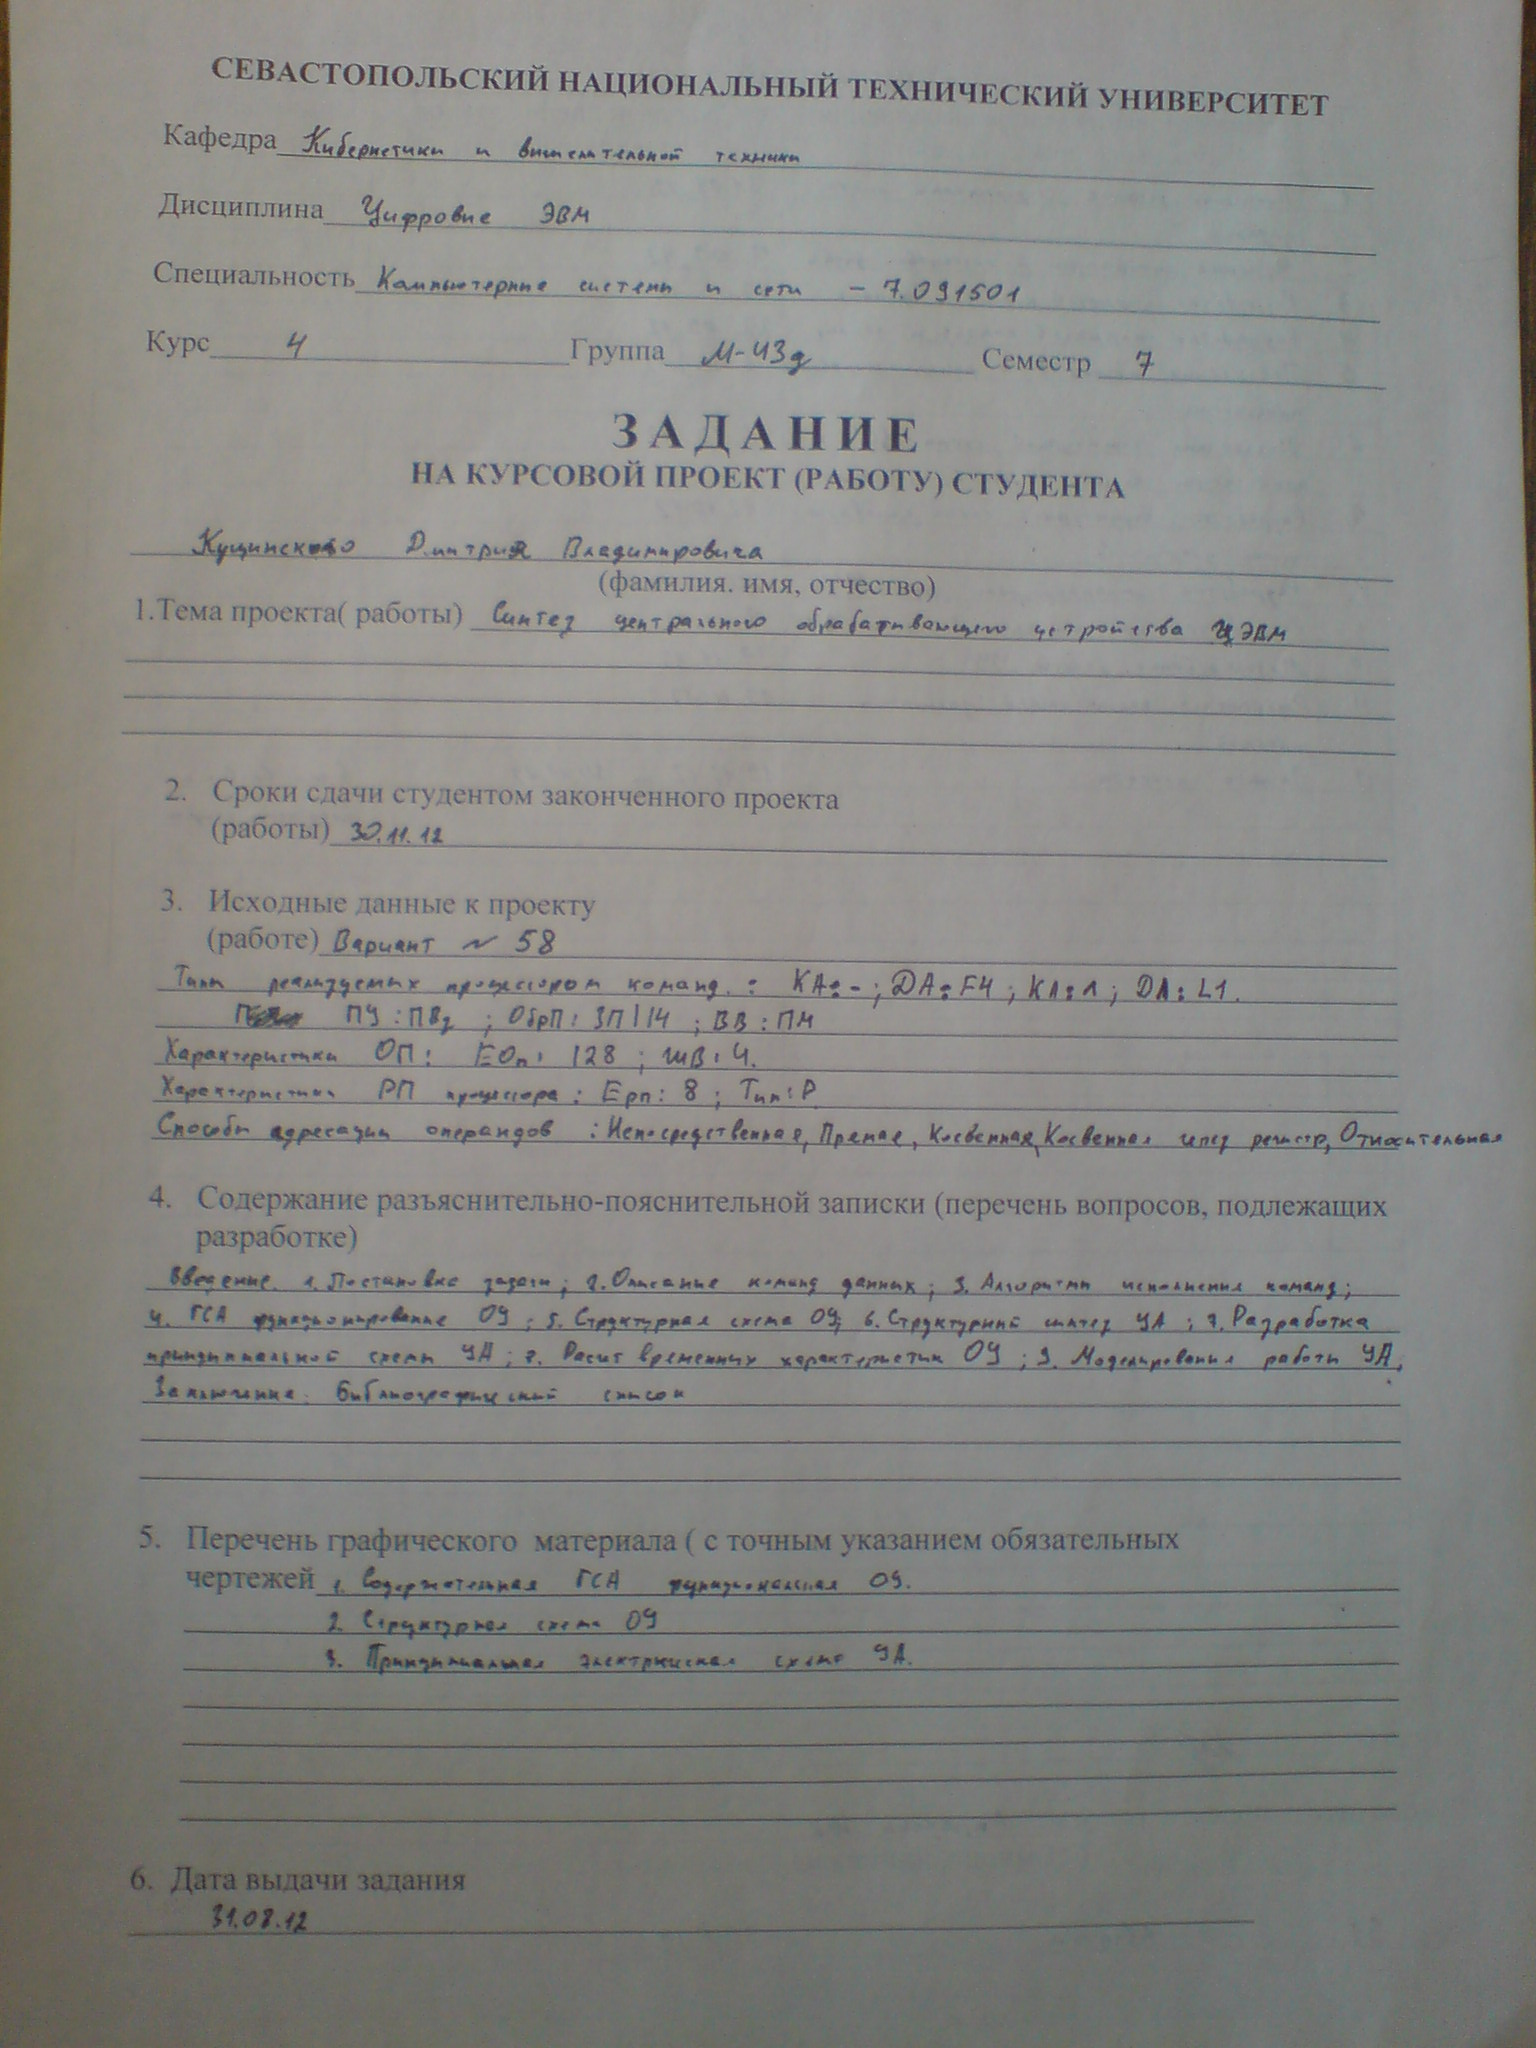 СЕВАСТОПОЛЬСКИЙ НАЦИОНАЛЬНЫЙ ТЕХНИЧЕСКИЙ УНИВЕРСИТЕТ
Кафедра Кибернетики и вычислительной техники
Дисциплина Цифровые ЭВМ
Специальность Компьютерные системы и сети – 7.091501
Курс 4 Группа М-43д Семестр 7
ЗАДАНИЕ
НА КУРСОВОЙ ПРОЕКТ (РАБОТУ) СТУДЕНТА
Кущинского Дмитрия Владимировича
(фамилия. имя, отчество)
1.Тема проекта( работы) Синтез центрального обрабатывающего устройства ЦЭВМ
2. Сроки сдачи студентом законченного проекта
(работы) 30.11.12
3. Исходные данные к проекту
(работе) Вариант № 58
Типы реализуемых процессором команд : КА: - ; DA: F4 ; КА: 1 ; DA: L1.
ПУ : ПВз ; ОбрП: ЗП114 ; ВВ : ПМ
Характеристики ОП: Еоп: 128 ; ШВ: 4.
Характеристики РП процессора : Ерп: 8 ; Тип: Р
Способы адресации операндов : Непосредственная, Прямая, Косвенная, Косвенная через регистр, Относительная
4. Содержание разъяснительно-пояснительной записки (перечень вопросов, подлежащих
разработке)
Введение. 1. Постановка задачи ; 2. Описание команд данных ; 3. Алгоритмы исполнения команд ;
4. ГСА функционирование ОУ ; 5. Структурная схема ОУ; 6. Структурный синтез УА ; 7. Разработка
принципиальной схемы УА ; 8. Расчет временных характеристик ОУ ; 9. Моделирования работы УА,
Заключение. Библиографический список
5. Перечень графического материала ( с точным указанием обязательных
чертежей 1. Содержательная ГСА ОУ.
2. Структурная схема ОУ
3. Принципиальная электрическая схема УА.
6. Дата выдачи задания
31.08.12